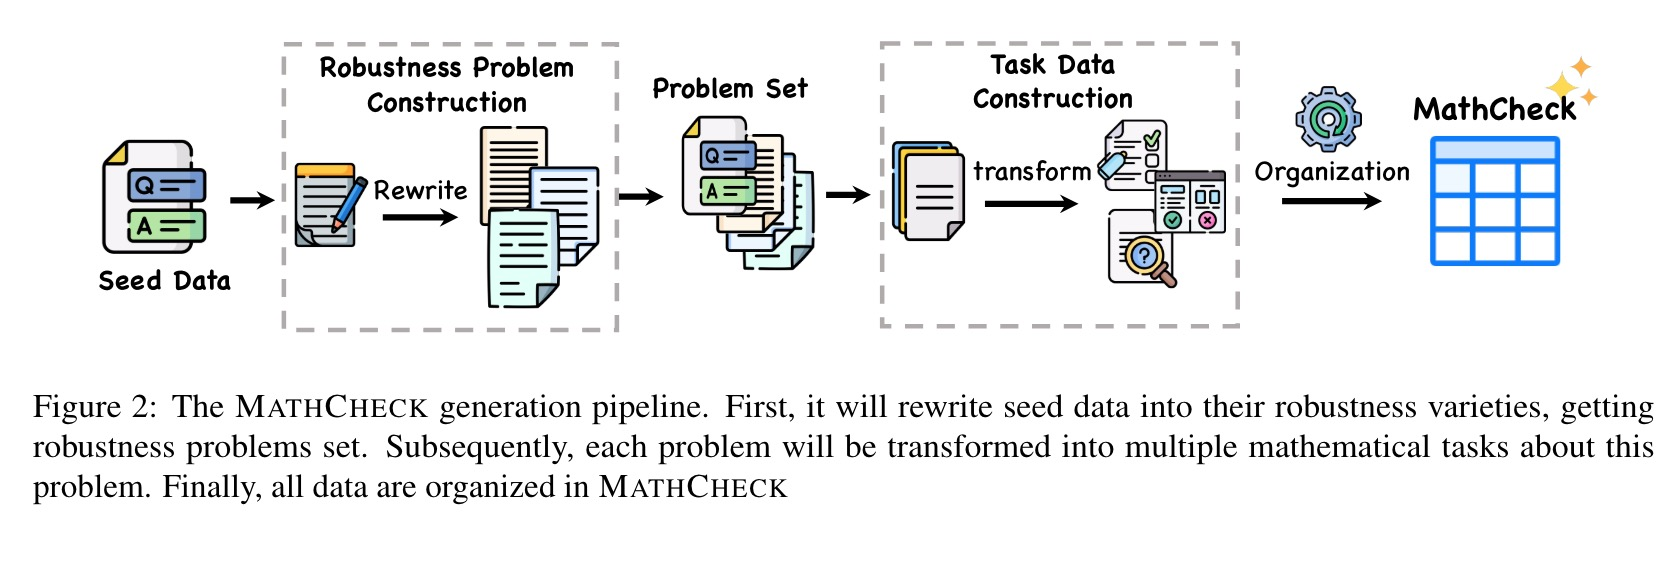 Robustness Problem
Construction
Rewrite
Q
A
Seed Data
Problem Set
Q
A
Task Data
Construction
transform
?
Organization
MathCheck
Figure 2: The MATHCHECK generation pipeline. First, it will rewrite seed data into their robustness varieties, getting
robustness problems set. Subsequently, each problem will be transformed into multiple mathematical tasks about this
problem. Finally, all data are organized in MATHCHECK